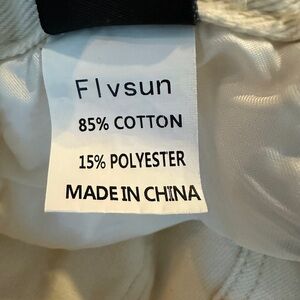 Flvsun
85% COTTON
15% POLYESTER
MADE IN CHINA